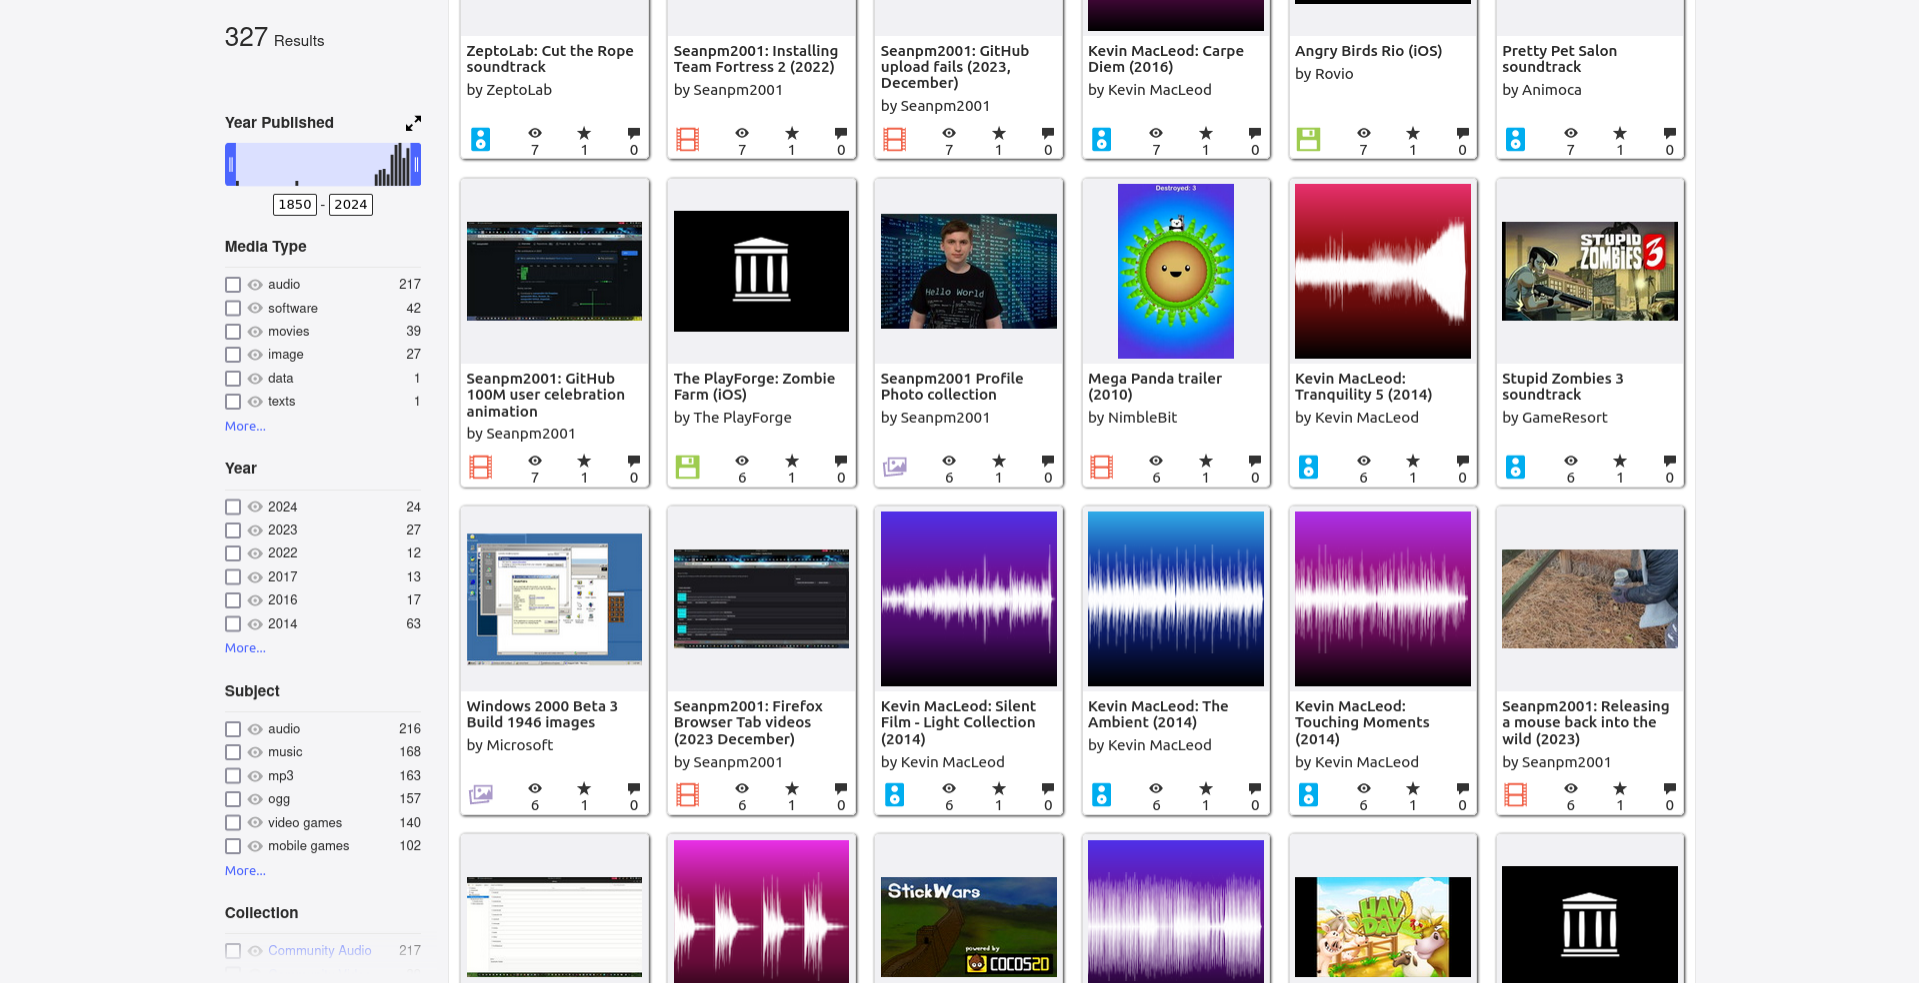 327 Results
Year Published
1850 - 2024
Media Type
audio 217
software 42
movies 39
image 27
data 1
texts 1
More...
Year
2024 24
2023 27
2022 12
2017 13
2016 17
2014 63
More...
Subject
audio 216
music 168
mp3 163
ogg 157
video games 140
mobile games 102
More...
Collection
Community Audio 217
ZeptoLab: Cut the Rope
soundtrack
by ZeptoLab
7 1 0
Seanpm2001: Installing
Team Fortress 2 (2022)
by Seanpm2001
7 1 0
Seanpm2001: GitHub
upload fails (2023,
December)
by Seanpm2001
7 1 0
Kevin MacLeod: Carpe
Diem (2016)
by Kevin MacLeod
7 1 0
Angry Birds Rio (iOS)
by Rovio
7 1 0
Pretty Pet Salon
soundtrack
by Animoca
7 1 0
Seanpm2001: GitHub
100M user celebration
animation
by Seanpm2001
7 1 0
The PlayForge: Zombie
Farm (iOS)
by The PlayForge
6 1 0
Hello World
Seanpm2001 Profile
Photo collection
by Seanpm2001
6 1 0
Destroyed: 3
Mega Panda trailer
(2010)
by NimbleBit
6 1 0
Kevin MacLeod:
Tranquility 5 (2014)
by Kevin MacLeod
6 1 0
STUPID
ZOMBIES 3
Stupid Zombies 3
soundtrack
by GameResort
6 1 0
Windows 2000 Beta 3
Build 1946 images
by Microsoft
6 1 0
Seanpm2001: Firefox
Browser Tab videos
(2023 December)
by Seanpm2001
6 1 0
Kevin MacLeod: Silent
Film - Light Collection
(2014)
by Kevin MacLeod
6 1 0
Kevin MacLeod: The
Ambient (2014)
by Kevin MacLeod
6 1 0
Kevin MacLeod:
Touching Moments
(2014)
by Kevin MacLeod
6 1 0
Seanpm2001: Releasing
a mouse back into the
wild (2023)
by Seanpm2001
6 1 0
StickWars
powered by
COCOS2D
HAY
DAY